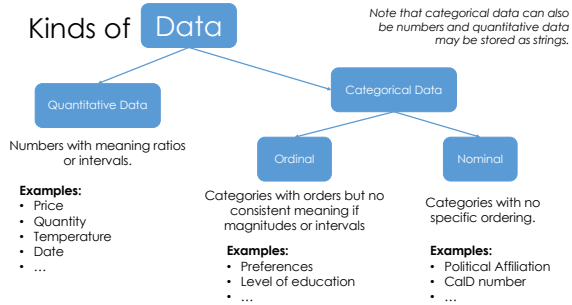 Kinds of Data
Note that categorical data can also
be numbers and quantitative data
may be stored as strings.
Quantitative Data
Categorical Data
Numbers with meaning ratios
or intervals.
Examples:
• Price
• Quantity
• Temperature
• Date
• ...
Ordinal
Nominal
Categories with orders but no
consistent meaning if
magnitudes or intervals
Examples:
• Preferences
• Level of education
• ...
Categories with no
specific ordering.
Examples:
• Political Affiliation
• CalD number
• ...